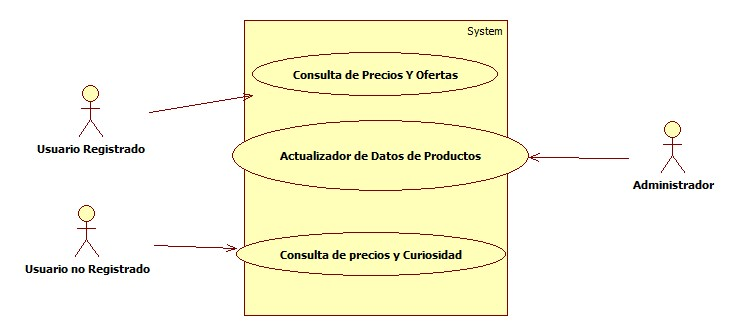 System
Consulta de Precios Y Ofertas
Usuario Registrado
Actualizador de Datos de Productos
Administrador
Consulta de precios y Curiosidad
Usuario no Registrado